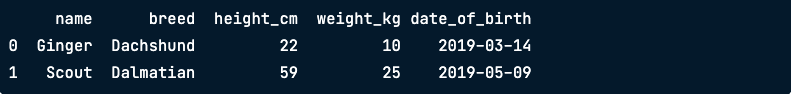 name breed height_cm weight_kg date_of_birth
0 Ginger Dachshund 22 10 2019-03-14
1 Scout Dalmatian 59 25 2019-05-09